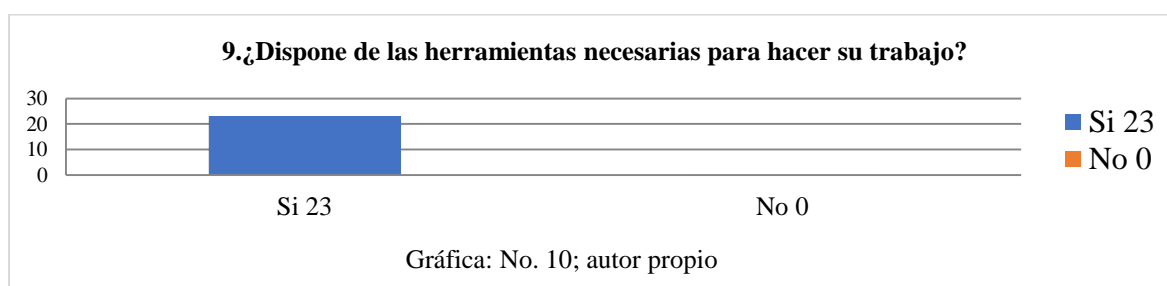 9.¿Dispone de las herramientas necesarias para hacer su trabajo?
30
20
10
0
Si 23
No 0
Si 23
No 0
Gráfica: No. 10; autor propio